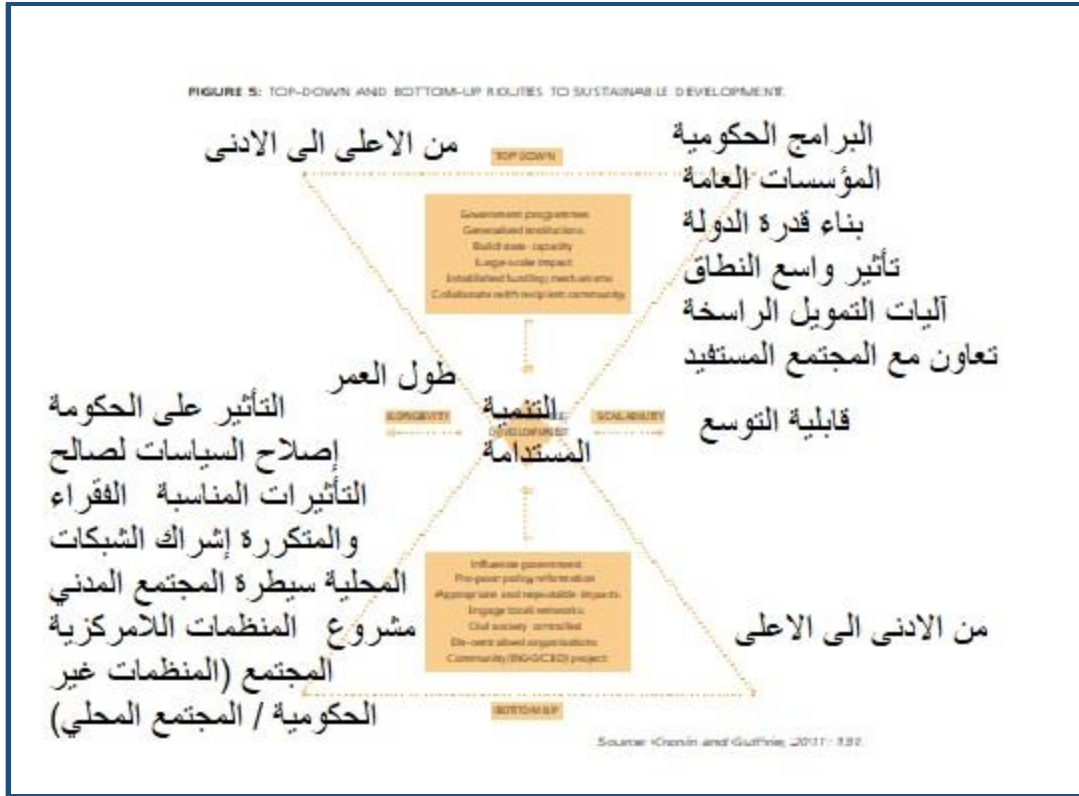 FIGURE 5: TOP-DOWN AND BOTTOM-UP ROUTES TO SUSTAINABLE DEVELOPMENT.
من الاعلى الى الادنى
TOP DOWN
البرامج الحكومية
المؤسسات العامة
بناء قدرة الدولة
تأثير واسع النطاق
آليات التمويل الراسخة
تعاون مع المجتمع المستفيد
Government programmes
Generalised institutions
Build state capacity
Large-scale impact
Established funding mechanisms
Collaborate with recipient community
طول العمر
LONGEVITY
التنمية
DEVELOPMENT
المستدامة
SCALABILITY
قابلية التوسع
التأثير على الحكومة
إصلاح السياسات لصالح
التأثيرات المناسبة الفقراء
والمتكررة إشراك الشبكات
المحلية سيطرة المجتمع المدني
مشروع المنظمات اللامركزية
المجتمع (المنظمات غير
الحكومية / المجتمع المحلي)
Influence government
Pro-poor policy reformation
Appropriate and repeatable impacts
Engage local networks
Civil society controlled
De-centralised organisations
Community (NGO/CBO) project
من الادنى الى الاعلى
BOTTOM UP
Source: Cronin and Guthrie, 2011: 131.